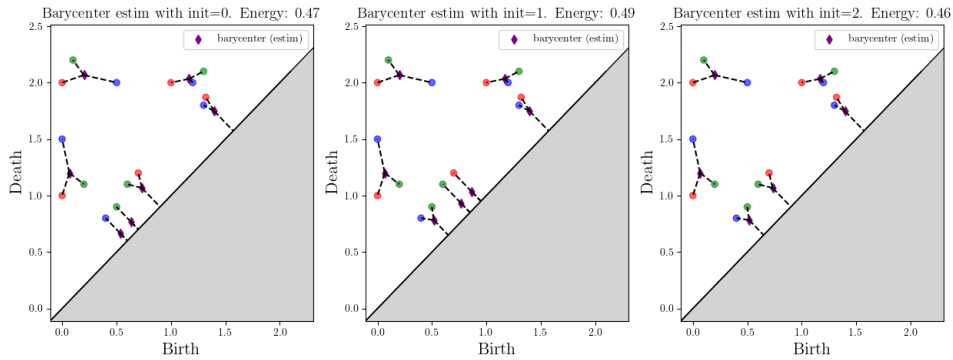 Barycenter estim with init=0. Energy: 0.47
barycenter (estim)
Death
2.5
2.0
1.5
1.0
0.5
0.0
0.0 0.5 1.0 1.5 2.0
Birth
Barycenter estim with init=1. Energy: 0.49
barycenter (estim)
Death
2.5
2.0
1.5
1.0
0.5
0.0
0.0 0.5 1.0 1.5 2.0
Birth
Barycenter estim with init=2. Energy: 0.46
barycenter (estim)
Death
2.5
2.0
1.5
1.0
0.5
0.0
0.0 0.5 1.0 1.5 2.0
Birth